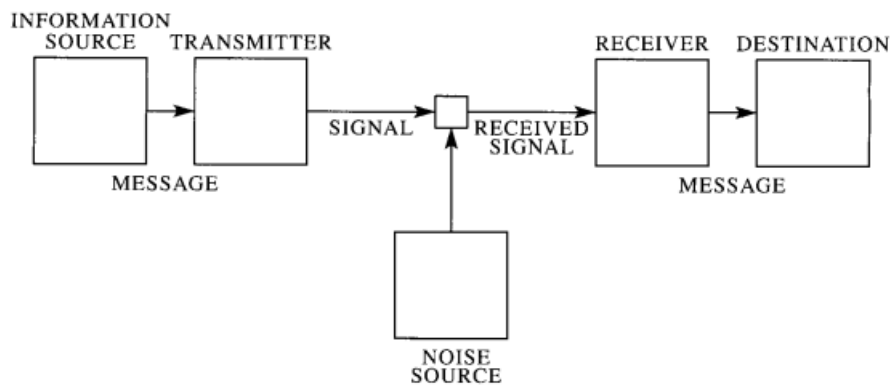 INFORMATION
SOURCE
TRANSMITTER
RECEIVER
DESTINATION
SIGNAL
RECEIVED
SIGNAL
MESSAGE
MESSAGE
NOISE
SOURCE